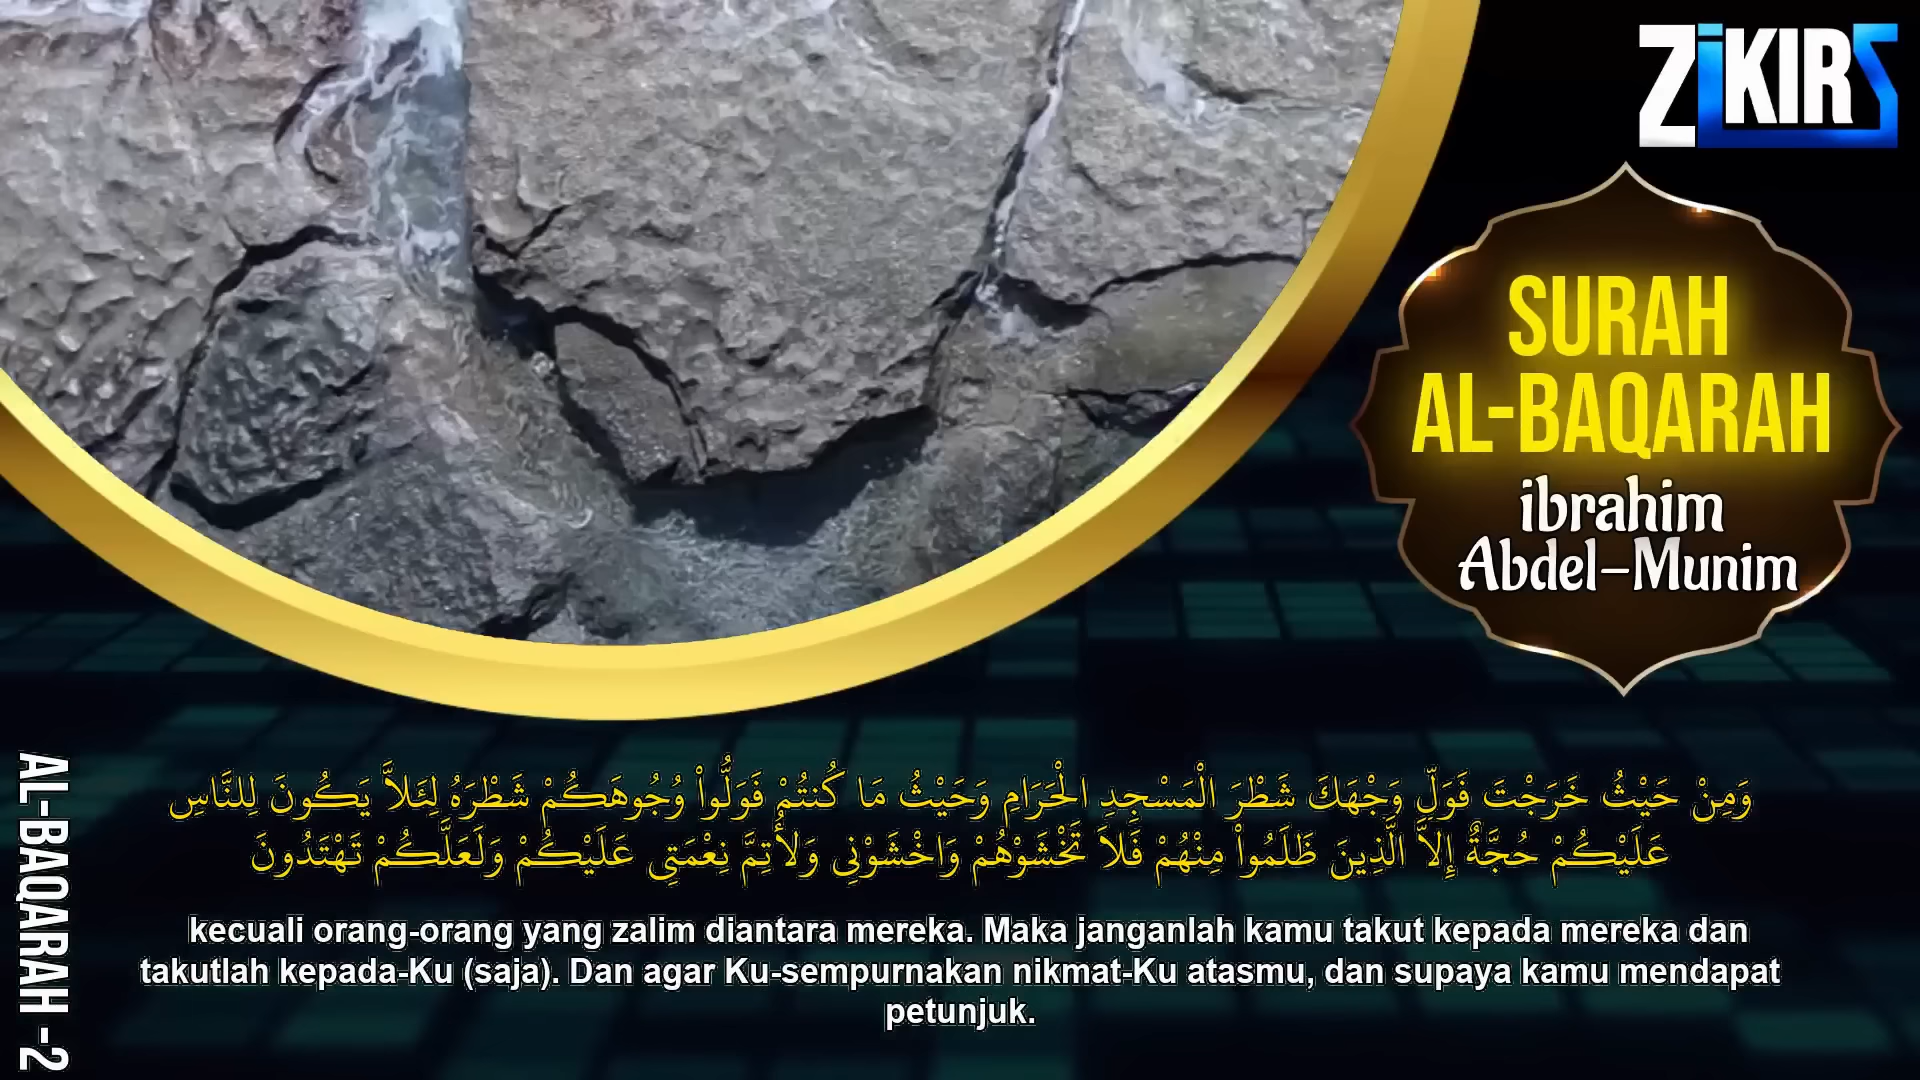 ZiKIRS
SURAH
AL-BAQARAH
ibrahim
Abdel-Munim
AL-BAQARAH -2
وَمِنْ حَيْثُ خَرَجْتَ فَوَلِّ وَجْهَكَ شَطْرَ الْمَسْجِدِ الْحَرَامِ وَحَيْثُ مَا كُنتُمْ فَوَلُّواْ وُجُوهَكُمْ شَطْرَهُ لِئَلاَّ يَكُونَ لِلنَّاسِ
عَلَيْكُمْ حُجَّةٌ إِلاَّ الَّذِينَ ظَلَمُواْ مِنْهُمْ فَلاَ تَخْشَوْهُمْ وَاخْشَوْنِي وَلأُتِمَّ نِعْمَتِي عَلَيْكُمْ وَلَعَلَّكُمْ تَهْتَدُونَ
kecuali orang-orang yang zalim diantara mereka. Maka janganlah kamu takut kepada mereka dan
takutlah kepada-Ku (saja). Dan agar Ku-sempurnakan nikmat-Ku atasmu, dan supaya kamu mendapat
petunjuk.